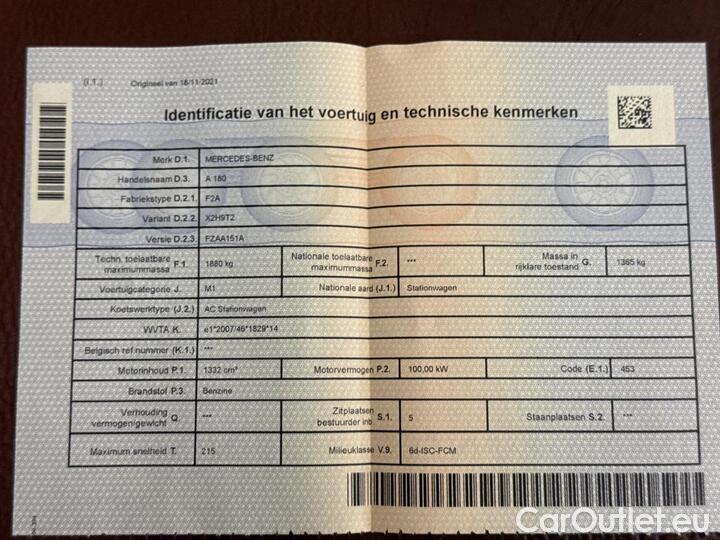 (I.1.) Origineel van 18/11/2021
Identificatie van het voertuig en technische kenmerken
Merk D.1. MERCEDES-BENZ
Handelsnaam D.3. A 180
Fabriekstype D.2.1. F2A
Variant D.2.2. X2H9T2
Versie D.2.3. FZAA151A
Techn. toelaatbare maximummassa F.1. 1880 kg Nationale toelaatbare maximummassa F.2. *** Massa in rijklare toestand G. 1365 kg
Voertuigcategorie J. M1 Nationale aard (J.1.) Stationwagen
Koetswerktype (J.2.) AC Stationwagen
WVTA K. e1*2007/46*1829*14
Belgisch ref nummer (K.1.) ***
Motorinhoud P.1. 1332 cm³ Motorvermogen P.2. 100,00 kW Code (E.1.) 453
Brandstof P.3. Benzine
Verhouding vermogen/gewicht Q. *** Zitplaatsen bestuurder inb. S.1. 5 Staanplaatsen S.2. ***
Maximum snelheid T. 215 Milieuklasse V.9. 6d-ISC-FCM
CarOutlet.eu